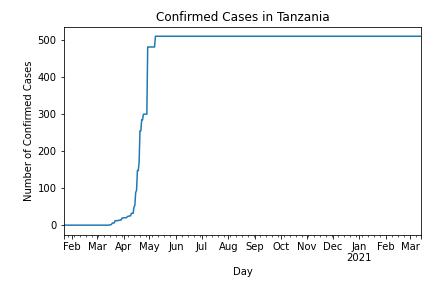 Confirmed Cases in Tanzania
Number of Confirmed Cases
500
400
300
200
100
0
Feb Mar Apr May Jun Jul Aug Sep Oct Nov Dec Jan Feb Mar
2021
Day